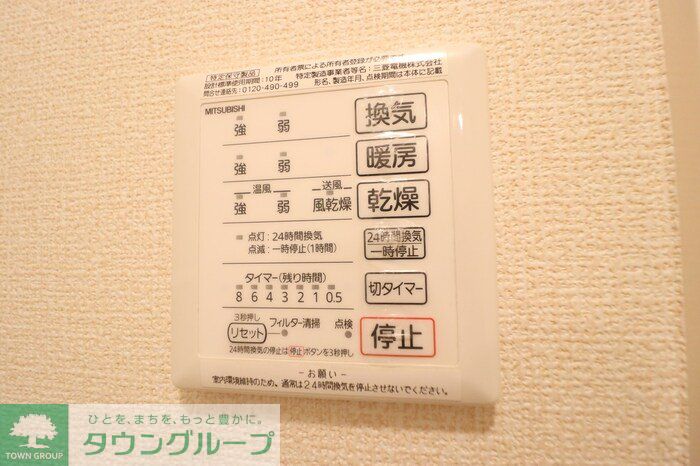 所有者票による所有者登録が必要です。
特定保守製品 特定製造事業者等名：三菱電機株式会社
設計標準使用期間：10年 形名、製造年月、点検期間は本体に記載
問合せ連絡先：0120-490-499
MITSUBISHI
強 弱 換気
強 弱 暖房
温風 送風
強 弱 風乾燥 乾燥
点灯：24時間換気 24時間換気
点滅：一時停止(1時間) 一時停止
タイマー(残り時間)
8 6 4 3 2 1 0.5 切タイマー
3秒押し
リセット フィルター清掃 点検 停止
24時間換気の停止は停止ボタンを3秒押し
- お願い -
室内環境維持のため、通常は24時間換気を停止させないでください。
ひとを、まちを、もっと豊かに。
タウングループ
TOWN GROUP